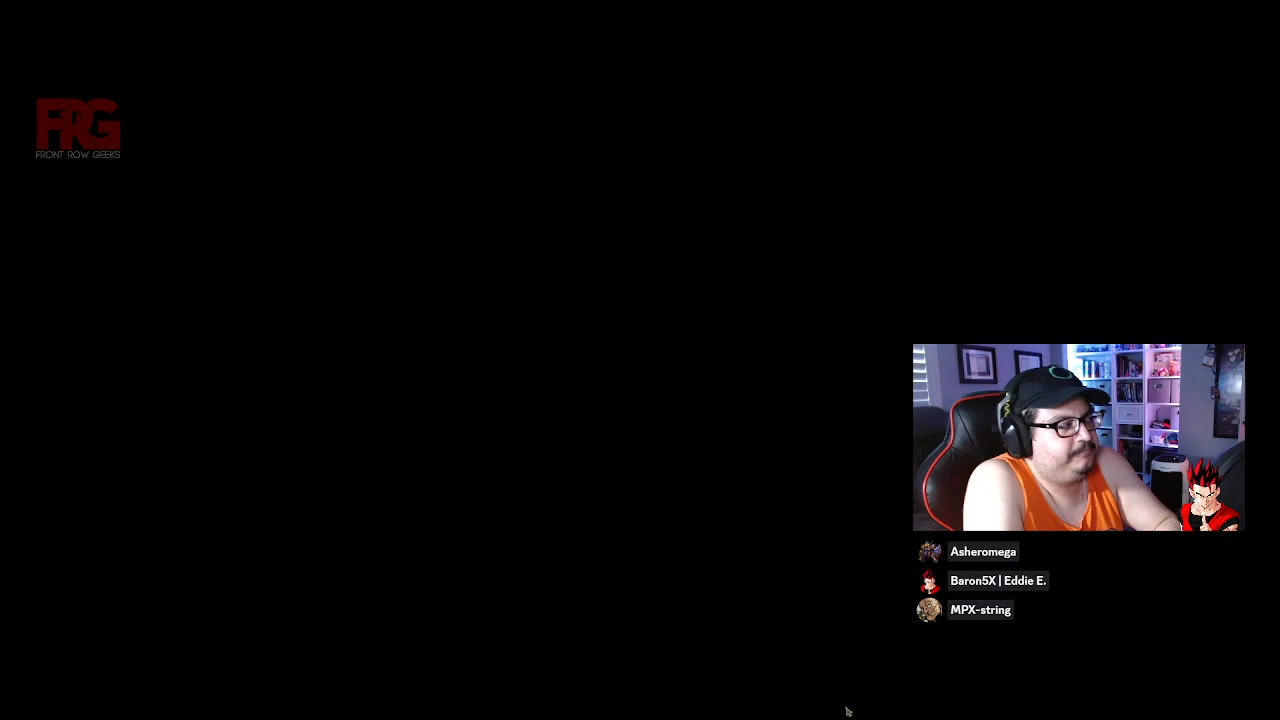 FRG
FRONT ROW GEEKS
Asheromega
Baron5X | Eddie E.
MPX-string